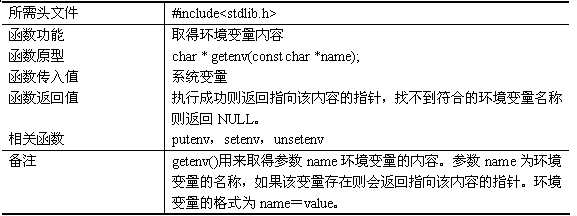 所需头文件 #include<stdlib.h>
函数功能 取得环境变量内容
函数原型 char * getenv(const char *name);
函数传入值 系统变量
函数返回值 执行成功则返回指向该内容的指针，找不到符合的环境变量名称
则返回 NULL。
相关函数 putenv，setenv，unsetenv
备注 getenv()用来取得参数 name 环境变量的内容。参数 name 为环境
变量的名称，如果该变量存在则会返回指向该内容的指针。环境
变量的格式为 name＝value。